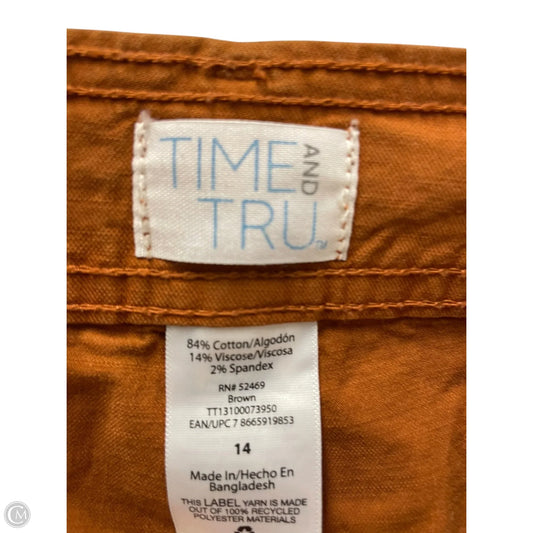 TIME AND
TRU
84% Cotton/Algodón
14% Viscose/Viscosa
2% Spandex
RN# 52469
Brown
TT13100073950
EAN/UPC 7 8665919853
14
Made In/Hecho En
Bangladesh
THIS LABEL YARN IS MADE
OUT OF 100% RECYCLED
POLYESTER MATERIALS